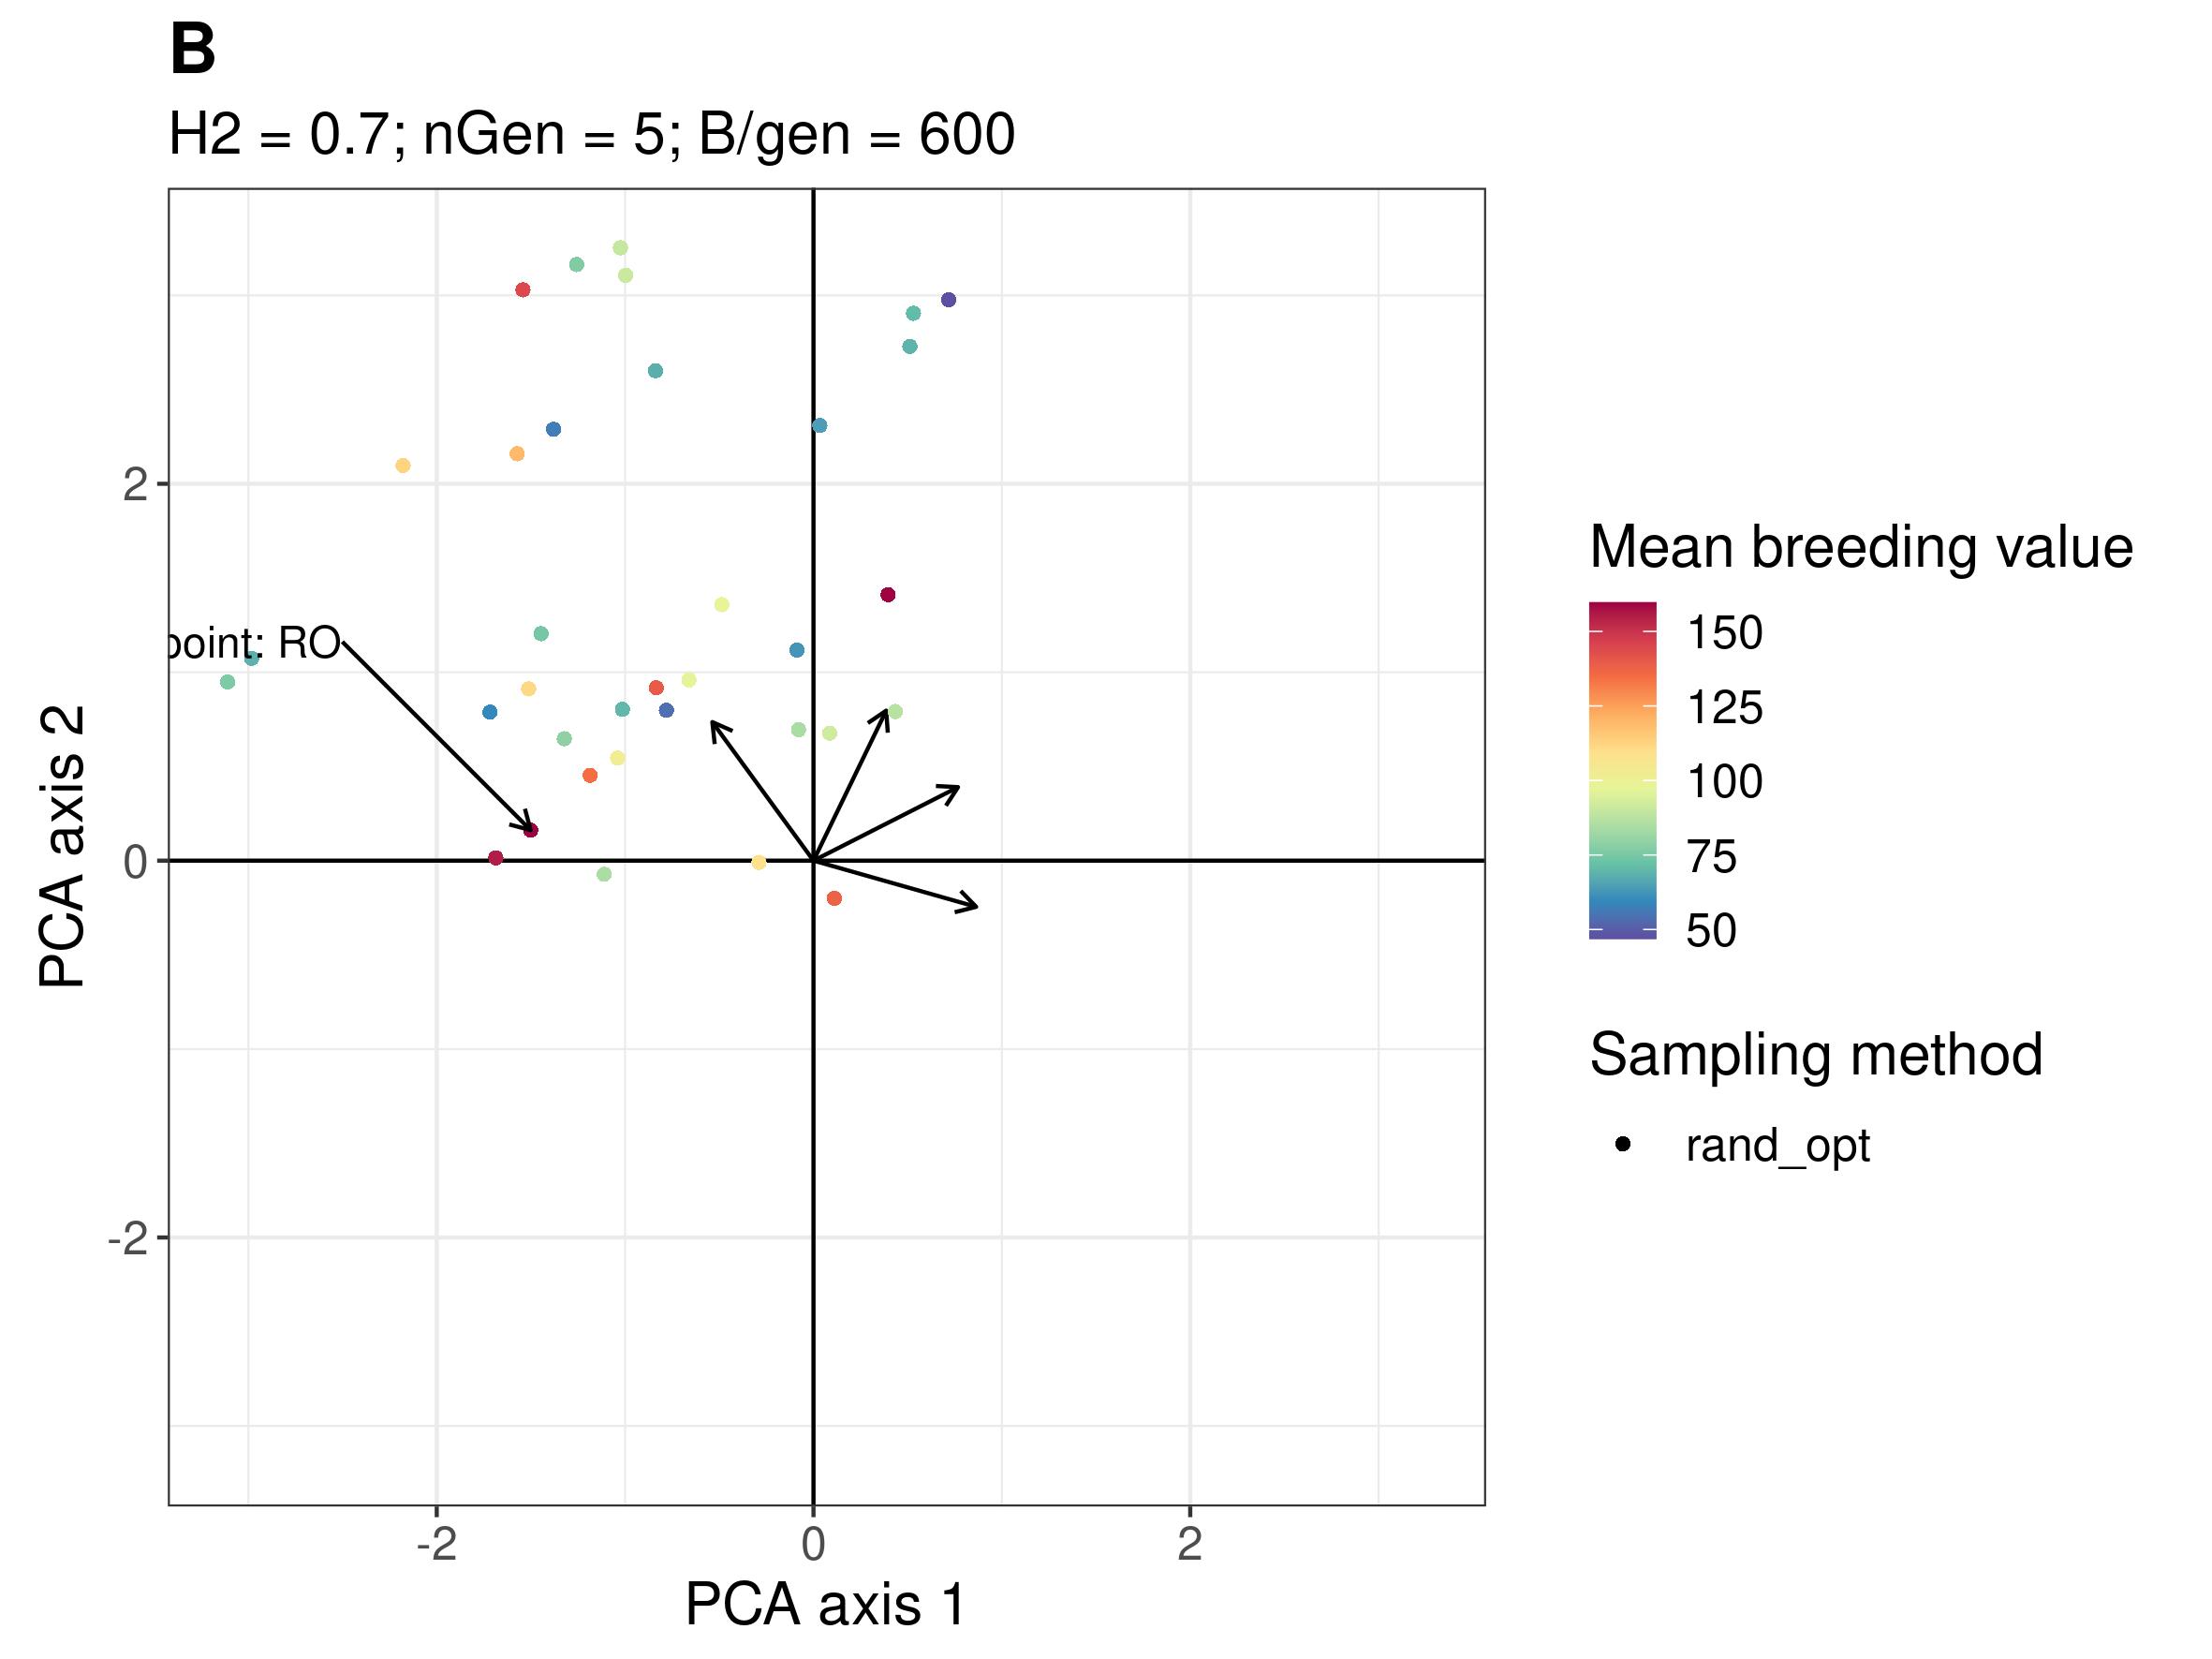 B
H2 = 0.7; nGen = 5; B/gen = 600
PCA axis 2
2
0
-2
point: RO
-2
0
2
PCA axis 1
Mean breeding value
150
125
100
75
50
Sampling method
rand_opt